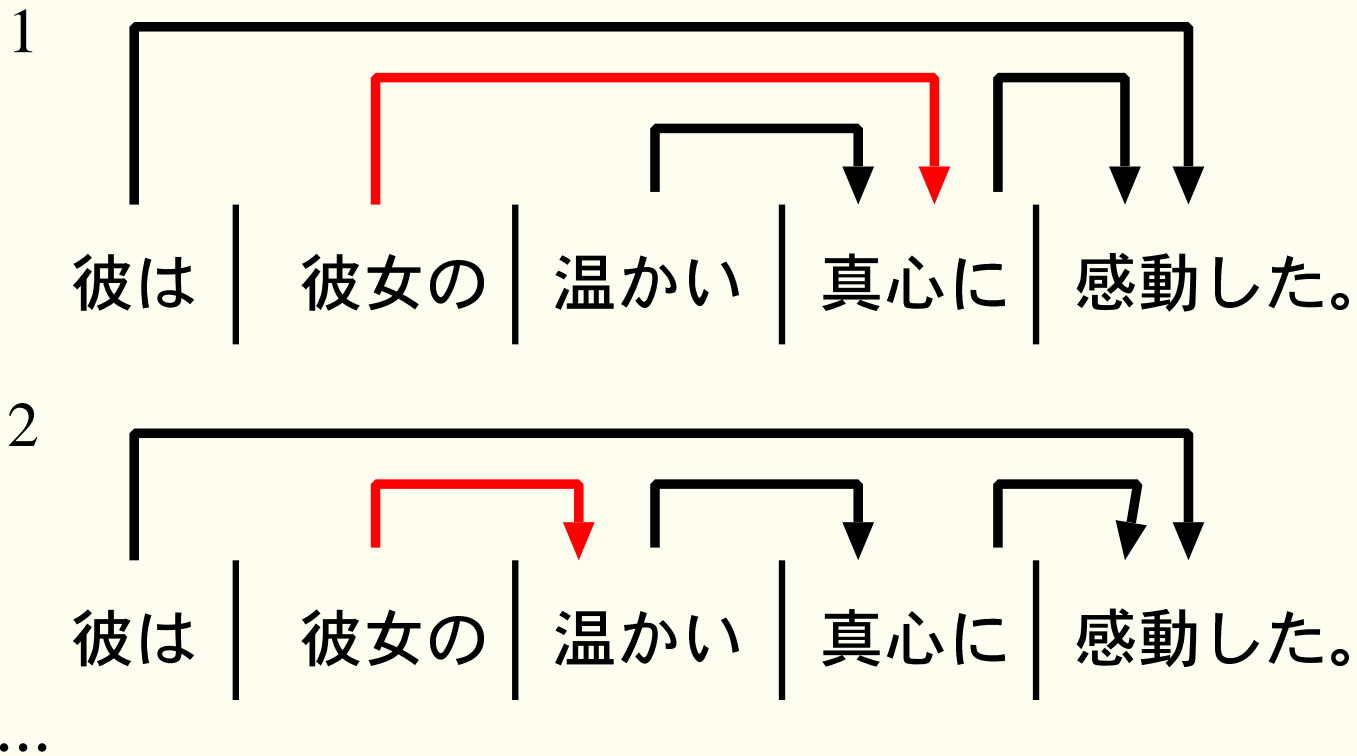 1
彼は | 彼女の | 温かい | 真心に | 感動した。
2
彼は | 彼女の | 温かい | 真心に | 感動した。
...